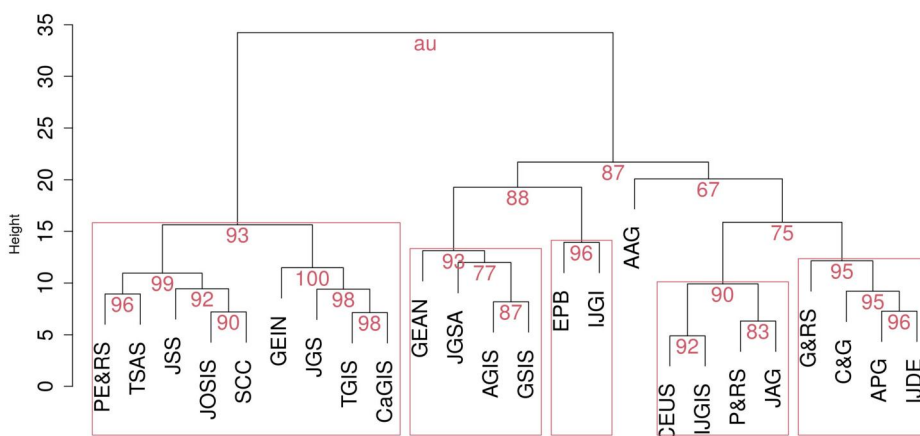 35
au
30
25
20
15
10
5
0
Height
87
88
67
93
75
99
92
96
90
100
98
98
93
77
87
96
90
92
83
95
95
96
PE&RS
TSAS
JSS
JOSIS
SCC
GEIN
JGS
TGIS
CaGIS
GEAN
JGSA
AGIS
GSIS
EPB
IJGI
AAG
CEUS
IJGIS
P&RS
JAG
G&RS
C&G
APG
IJDE